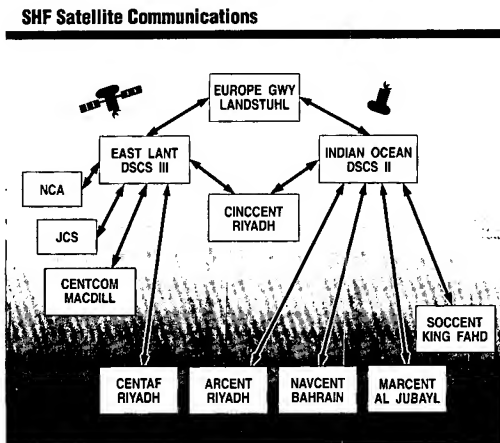 SHF Satellite Communications
EUROPE GWY
LANDSTUHL
EAST LANT
DSCS III
INDIAN OCEAN
DSCS II
NCA
CINCCENT
RIYADH
JCS
CENTCOM
MACDILL
SOCCENT
KING FAHD
CENTAF
RIYADH
ARCENT
RIYADH
NAVCENT
BAHRAIN
MARCENT
AL JUBAYL